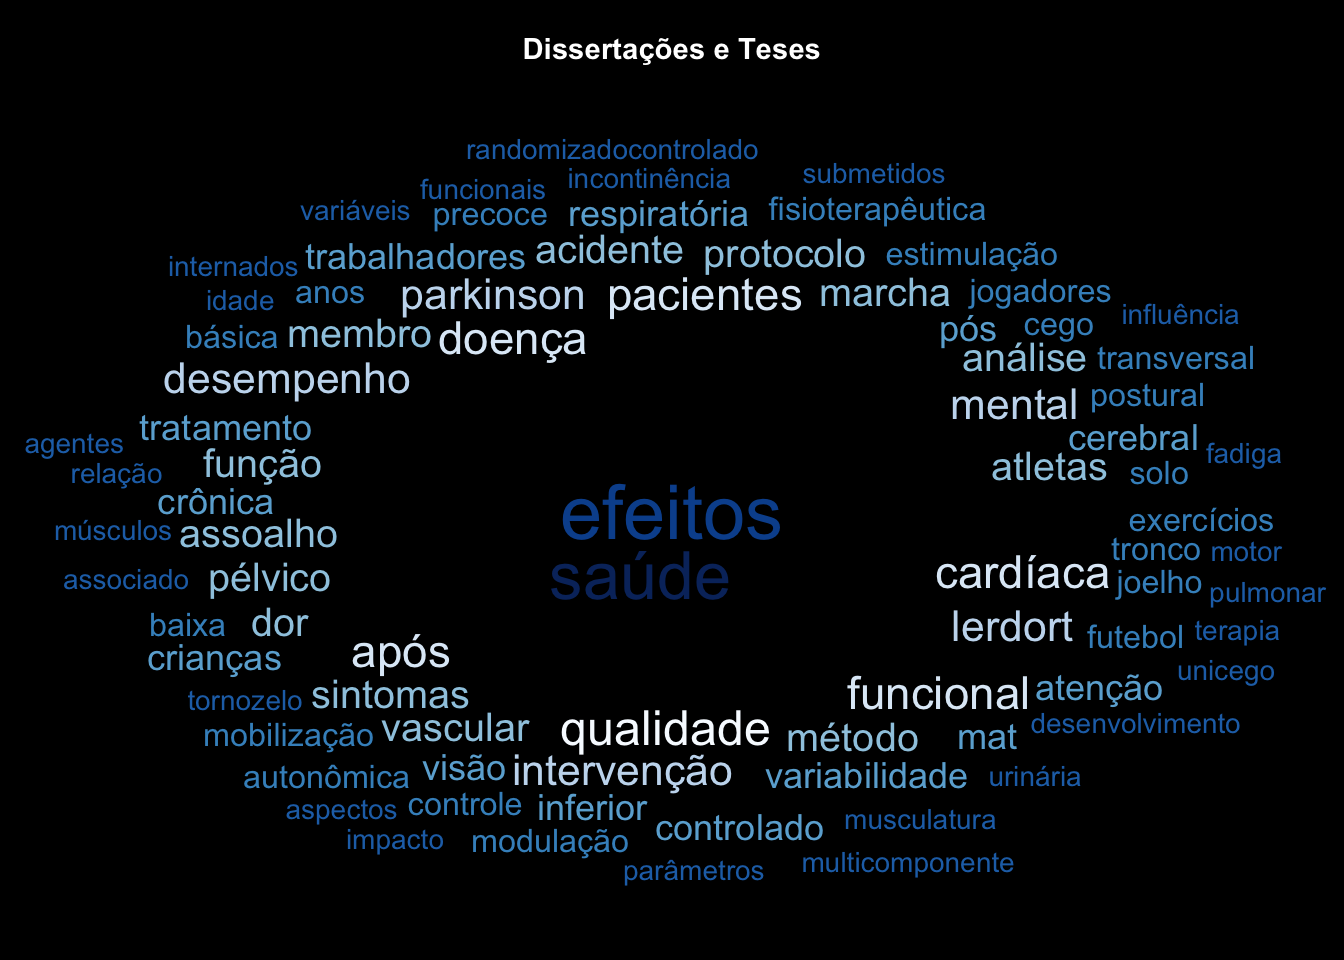 Dissertações e Teses
randomizadocontrolado
submetidos
incontinência
funcionais
variáveis precoce respiratória fisioterapêutica
trabalhadores acidente protocolo estimulação
internados
idade anos parkinson pacientes marcha jogadores
influência
básica membro doença pós cego
desempenho análise transversal
mental postural
tratamento cerebral
agentes fadiga
relação função atletas solo
crônica efeitos exercícios
músculos assoalho
tronco motor
associado pélvico saúde cardíaca joelho pulmonar
baixa dor lerdort futebol terapia
crianças após
unicego
tornozelo sintomas funcional atenção
mobilização vascular qualidade método mat desenvolvimento
autonômica visão intervenção variabilidade urinária
aspectos controle inferior
controlado musculatura
impacto modulação
parâmetros multicomponente